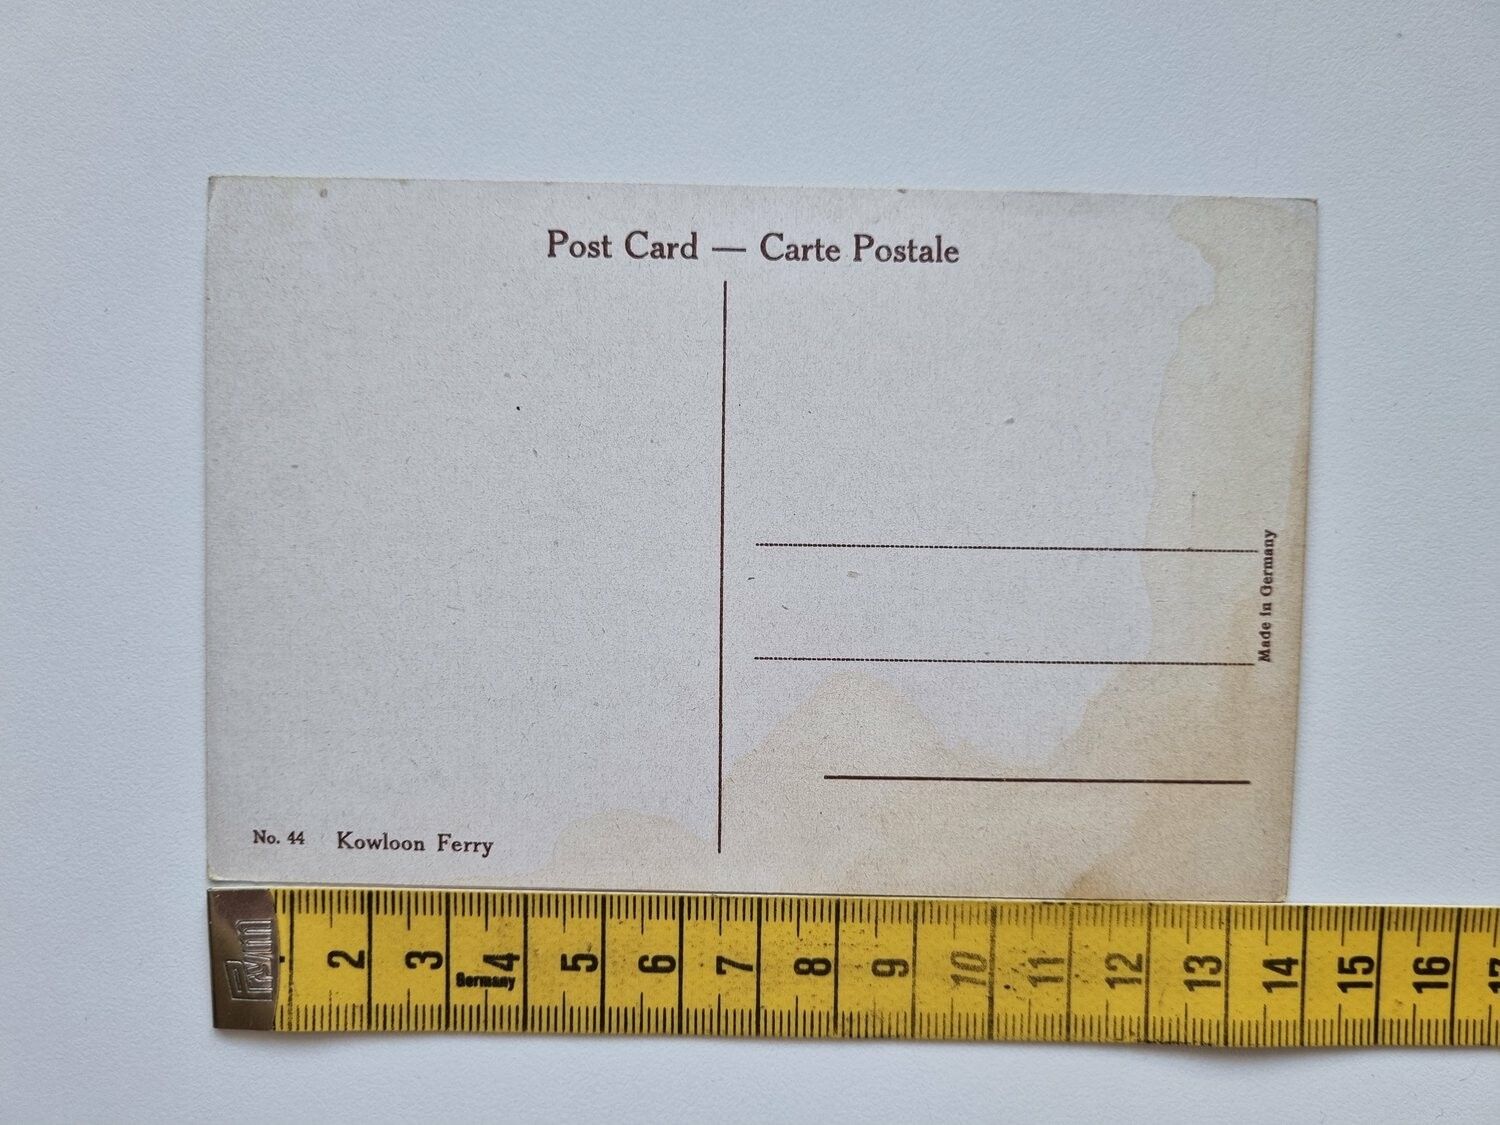 Post Card — Carte Postale
Made in Germany
No. 44 Kowloon Ferry
Prym
2 3 4 5 6 7 8 9 10 11 12 13 14 15 16 17
Germany